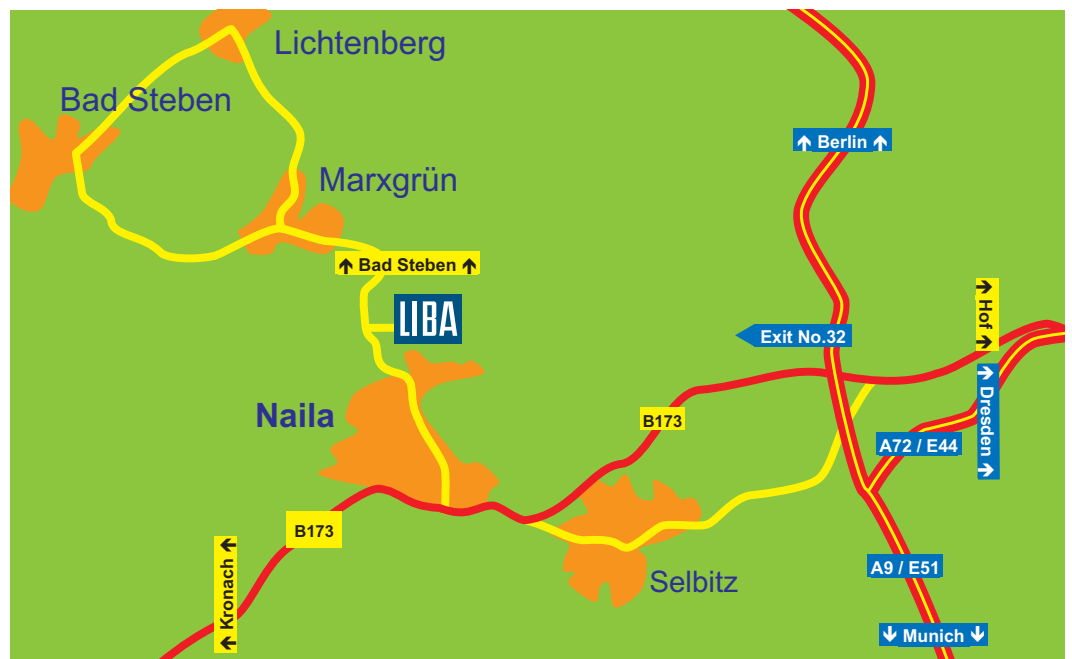 Lichtenberg
Bad Steben
↑ Berlin ↑
Marxgrün
↑ Bad Steben ↑
→ Hof →
LIBA
Exit No.32
→ Dresden →
Naila
B173
A72 / E44
B173
← Kronach ←
A9 / E51
Selbitz
↓ Munich ↓